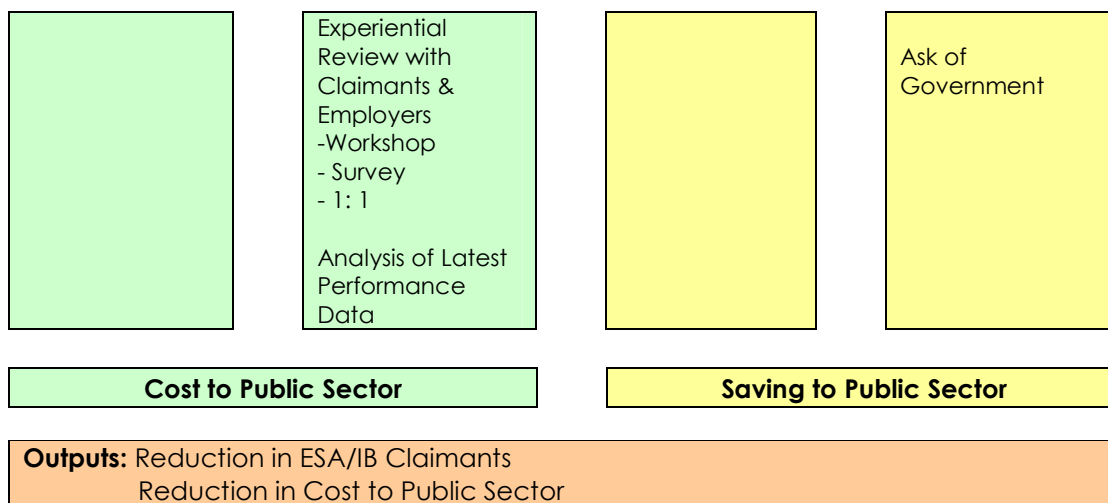 Experiential
Review with
Claimants &
Employers
-Workshop
- Survey
- 1: 1
Analysis of Latest
Performance
Data
Ask of
Government
Cost to Public Sector
Saving to Public Sector
Outputs: Reduction in ESA/IB Claimants
Reduction in Cost to Public Sector